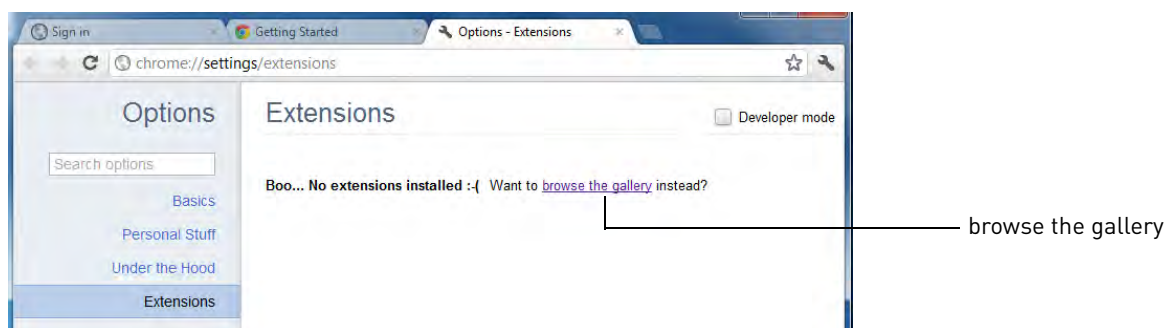 Sign in
Getting Started
Options - Extensions
chrome://settings/extensions
Options
Extensions
Developer mode
Search options
Boo... No extensions installed :-( Want to browse the gallery instead?
Basics
Personal Stuff
browse the gallery
Under the Hood
Extensions